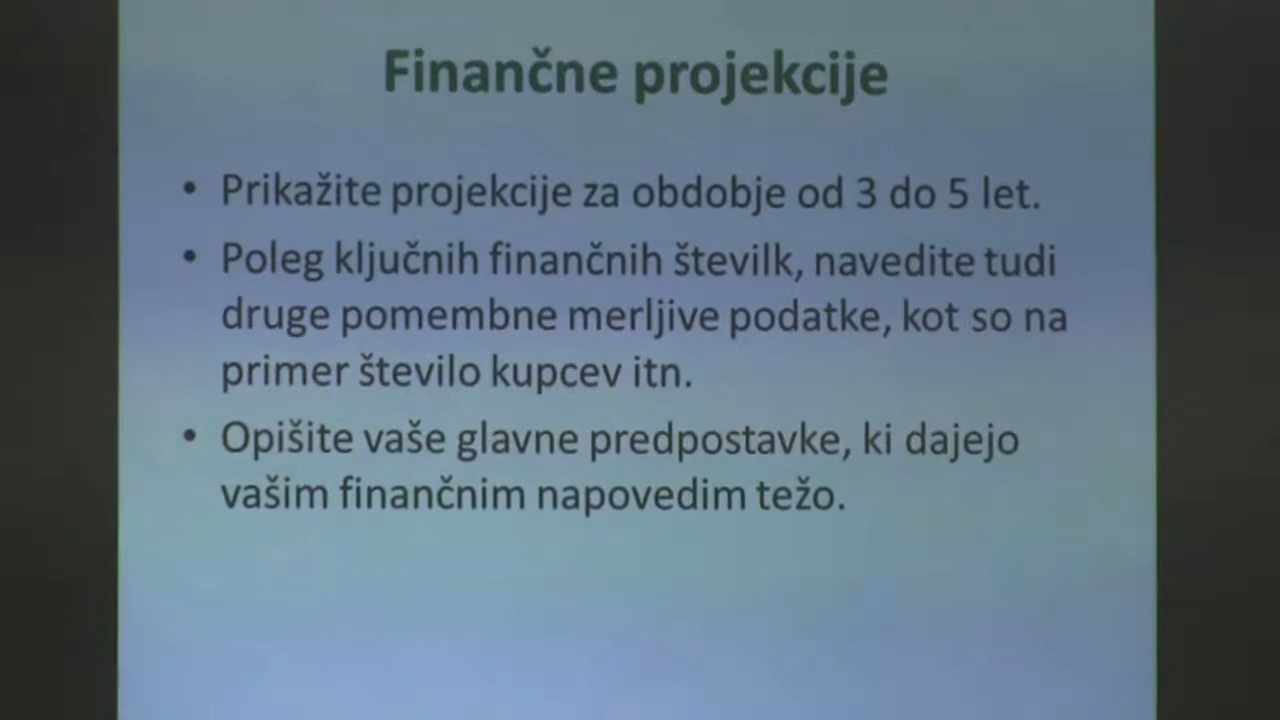 Finančne projekcije
• Prikažite projekcije za obdobje od 3 do 5 let.
• Poleg ključnih finančnih številk, navedite tudi
druge pomembne merljive podatke, kot so na
primer število kupcev itn.
• Opišite vaše glavne predpostavke, ki dajejo
vašim finančnim napovedim težo.